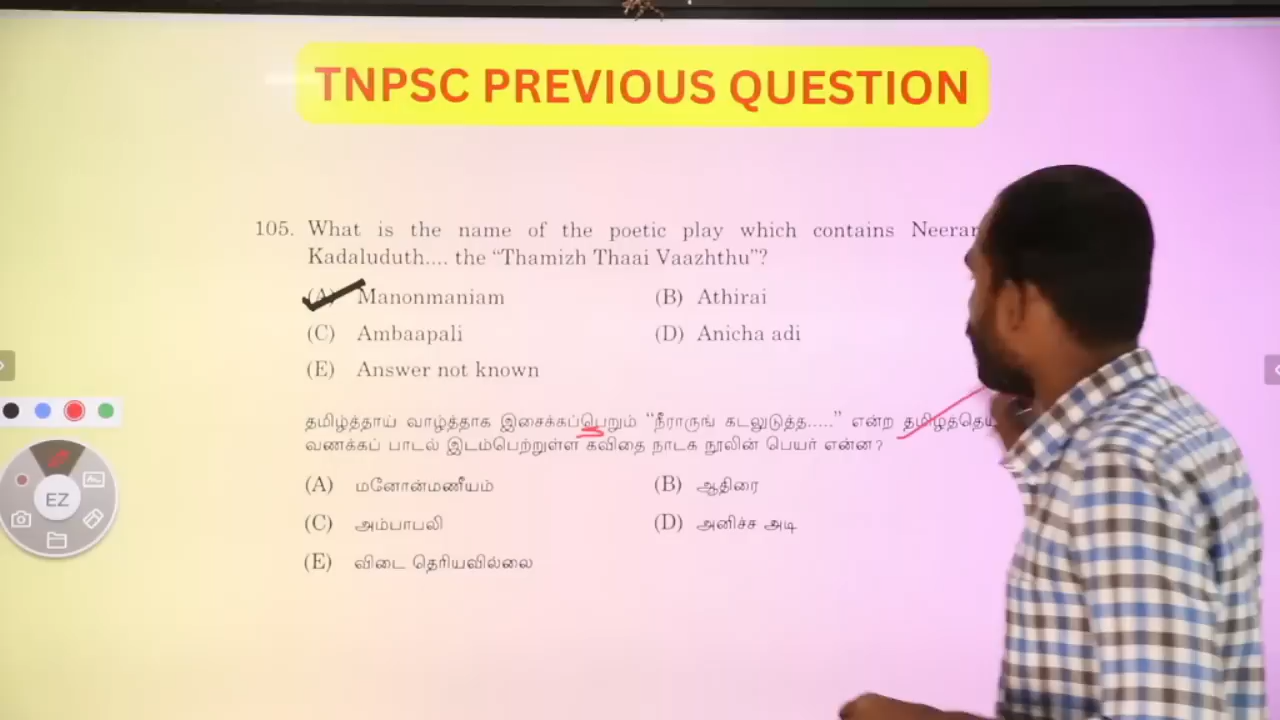 TNPSC PREVIOUS QUESTION
105. What is the name of the poetic play which contains
Kadaluduth.... the “Thamizh Thaai Vaazhthu”?
(A) Manonmaniam (B) Athirai
(C) Ambaapali (D) Anicha adi
(E) Answer not known
தமிழ்த்தாய் வாழ்த்தாக இசைக்கப்பெறும் “நீராருங் கடலுடுத்த.....” என்ற
வணக்கப் பாடல் இடம்பெற்றுள்ள கவிதை நாடக நூலின் பெயர் என்ன?
(A) மனோன்மணீயம் (B) ஆதிரை
(C) அம்பாபலி (D) அனிச்ச அடி
(E) விடை தெரியவில்லை
EZ